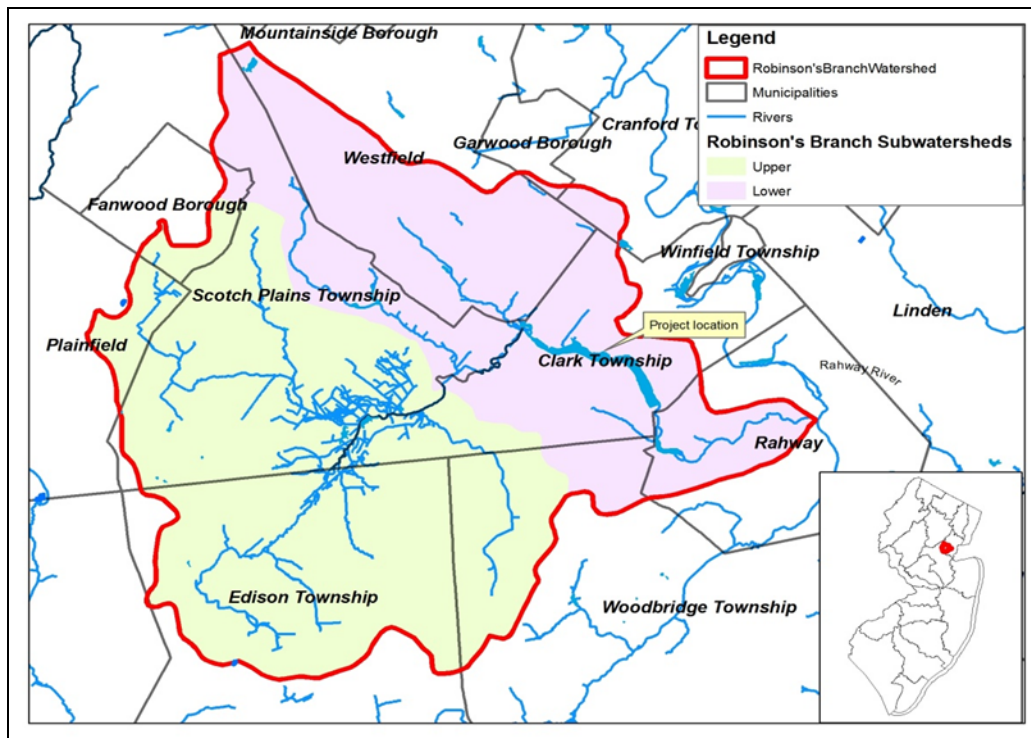 Mountainside Borough
Legend
Robinson'sBranchWatershed
Municipalities
Rivers
Robinson's Branch Subwatersheds
Upper
Lower
Cranford To
Garwood Borough
Westfield
Fanwood Borough
Winfield Township
Scotch Plains Township
Linden
Project location
Plainfield
Clark Township
Rahway River
Rahway
Edison Township
Woodbridge Township